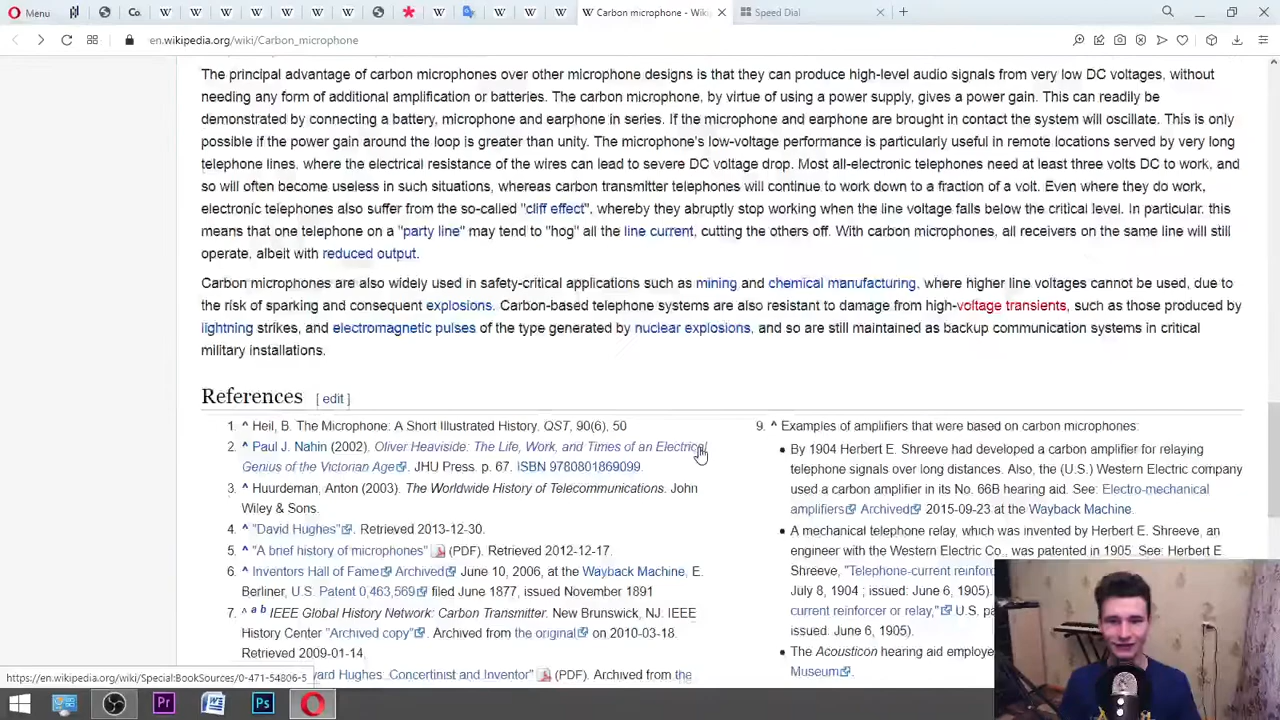 Menu
Co.
Carbon microphone - Wiki
Speed Dial
en.wikipedia.org/wiki/Carbon_microphone
The principal advantage of carbon microphones over other microphone designs is that they can produce high-level audio signals from very low DC voltages, without
needing any form of additional amplification or batteries. The carbon microphone, by virtue of using a power supply, gives a power gain. This can readily be
demonstrated by connecting a battery, microphone and earphone in series. If the microphone and earphone are brought in contact the system will oscillate. This is only
possible if the power gain around the loop is greater than unity. The microphone's low-voltage performance is particularly useful in remote locations served by very long
telephone lines, where the electrical resistance of the wires can lead to severe DC voltage drop. Most all-electronic telephones need at least three volts DC to work, and
so will often become useless in such situations, whereas carbon transmitter telephones will continue to work down to a fraction of a volt. Even where they do work,
electronic telephones also suffer from the so-called "cliff effect", whereby they abruptly stop working when the line voltage falls below the critical level. In particular, this
means that one telephone on a "party line" may tend to "hog" all the line current, cutting the others off. With carbon microphones, all receivers on the same line will still
operate, albeit with reduced output.
Carbon microphones are also widely used in safety-critical applications such as mining and chemical manufacturing, where higher line voltages cannot be used, due to
the risk of sparking and consequent explosions. Carbon-based telephone systems are also resistant to damage from high-voltage transients, such as those produced by
lightning strikes, and electromagnetic pulses of the type generated by nuclear explosions, and so are still maintained as backup communication systems in critical
military installations.
References [ edit ]
1. ^ Heil, B. The Microphone: A Short Illustrated History. QST, 90(6), 50
2. ^ Paul J. Nahin (2002). Oliver Heaviside: The Life, Work, and Times of an Electrical
Genius of the Victorian Age. JHU Press. p. 67. ISBN 9780801869099.
3. ^ Huurdeman, Anton (2003). The Worldwide History of Telecommunications. John
Wiley & Sons.
4. ^ "David Hughes". Retrieved 2013-12-30.
5. ^ "A brief history of microphones" (PDF). Retrieved 2012-12-17.
6. ^ Inventors Hall of Fame Archived June 10, 2006, at the Wayback Machine, E.
Berliner, U.S. Patent 0,463,569 filed June 1877, issued November 1891
7. ^ a b IEEE Global History Network: Carbon Transmitter. New Brunswick, NJ. IEEE
History Center "Archived copy". Archived from the original on 2010-03-18.
Retrieved 2009-01-14.
ward Hughes, Concertinist and Inventor" (PDF). Archived from the
9. ^ Examples of amplifiers that were based on carbon microphones:
By 1904 Herbert E. Shreeve had developed a carbon amplifier for relaying
telephone signals over long distances. Also, the (U.S.) Western Electric company
used a carbon amplifier in its No. 66B hearing aid. See: Electro-mechanical
amplifiers Archived 2015-09-23 at the Wayback Machine.
A mechanical telephone relay, which was invented by Herbert E. Shreeve, an
engineer with the Western Electric Co., was patented in 1905. See: Herbert E
Shreeve, "Telephone-current reinforc
July 8, 1904 ; issued: June 6, 1905).
current reinforcer or relay," U.S. pa
issued: June 6, 1905).
The Acousticon hearing aid employe
Museum.
https://en.wikipedia.org/wiki/Special:BookSources/0-471-54806-5
Pr
W
Ps